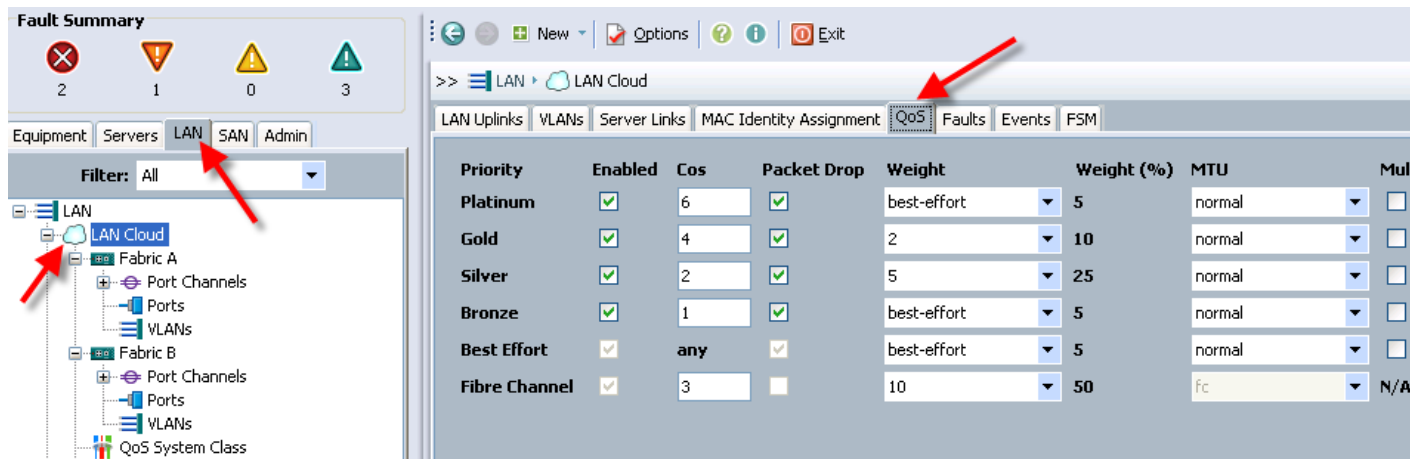 Fault Summary
2 1 0 3
Equipment Servers LAN SAN Admin
Filter: All
LAN
LAN Cloud
Fabric A
Port Channels
Ports
VLANs
Fabric B
Port Channels
Ports
VLANs
QoS System Class
New Options ? i Exit
>> LAN LAN Cloud
LAN Uplinks VLANs Server Links MAC Identity Assignment QoS Faults Events FSM
Priority Enabled Cos Packet Drop Weight Weight (%) MTU Mul
Platinum 6 best-effort 5 normal
Gold 4 2 10 normal
Silver 2 5 25 normal
Bronze 1 best-effort 5 normal
Best Effort any best-effort 5 normal
Fibre Channel 3 10 50 fc N/A